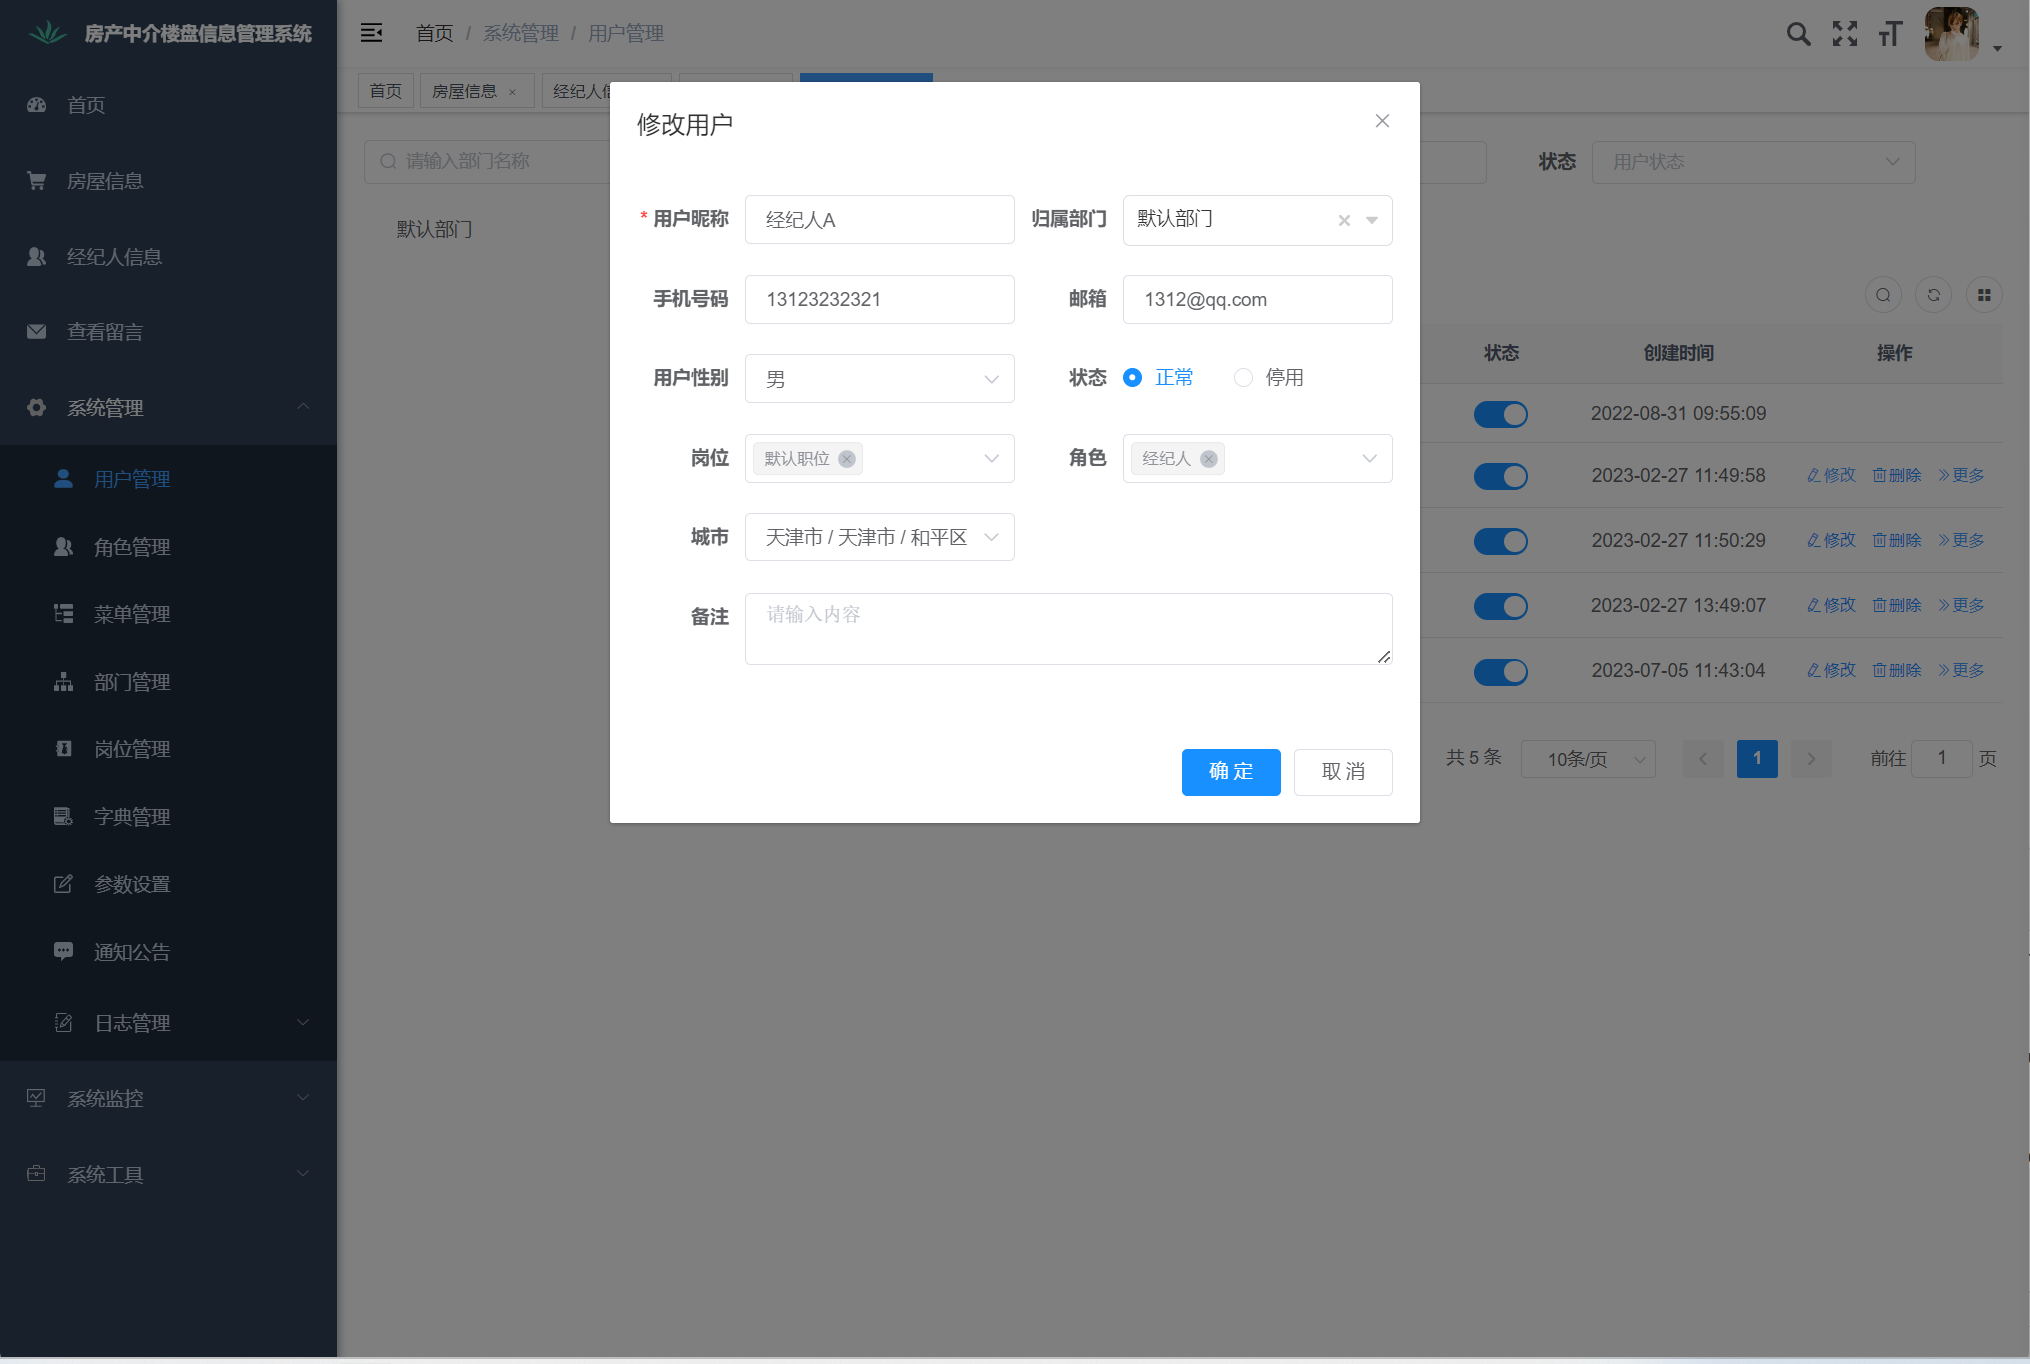 房产中介楼盘信息管理系统
首页
房屋信息
经纪人信息
查看留言
系统管理
用户管理
角色管理
菜单管理
部门管理
岗位管理
字典管理
参数设置
通知公告
日志管理
系统监控
系统工具
首页 / 系统管理 / 用户管理
首页
房屋信息 ×
经纪人信
请输入部门名称
状态
用户状态
默认部门
修改用户
* 用户昵称 经纪人A
归属部门 默认部门
手机号码 13123232321
邮箱 1312@qq.com
用户性别 男
状态 正常 停用
岗位 默认职位
角色 经纪人
城市 天津市 / 天津市 / 和平区
备注 请输入内容
确 定
取 消
状态 创建时间 操作
2022-08-31 09:55:09
2023-02-27 11:49:58 修改 删除 更多
2023-02-27 11:50:29 修改 删除 更多
2023-02-27 13:49:07 修改 删除 更多
2023-07-05 11:43:04 修改 删除 更多
共 5 条 10条/页 1 前往 1 页